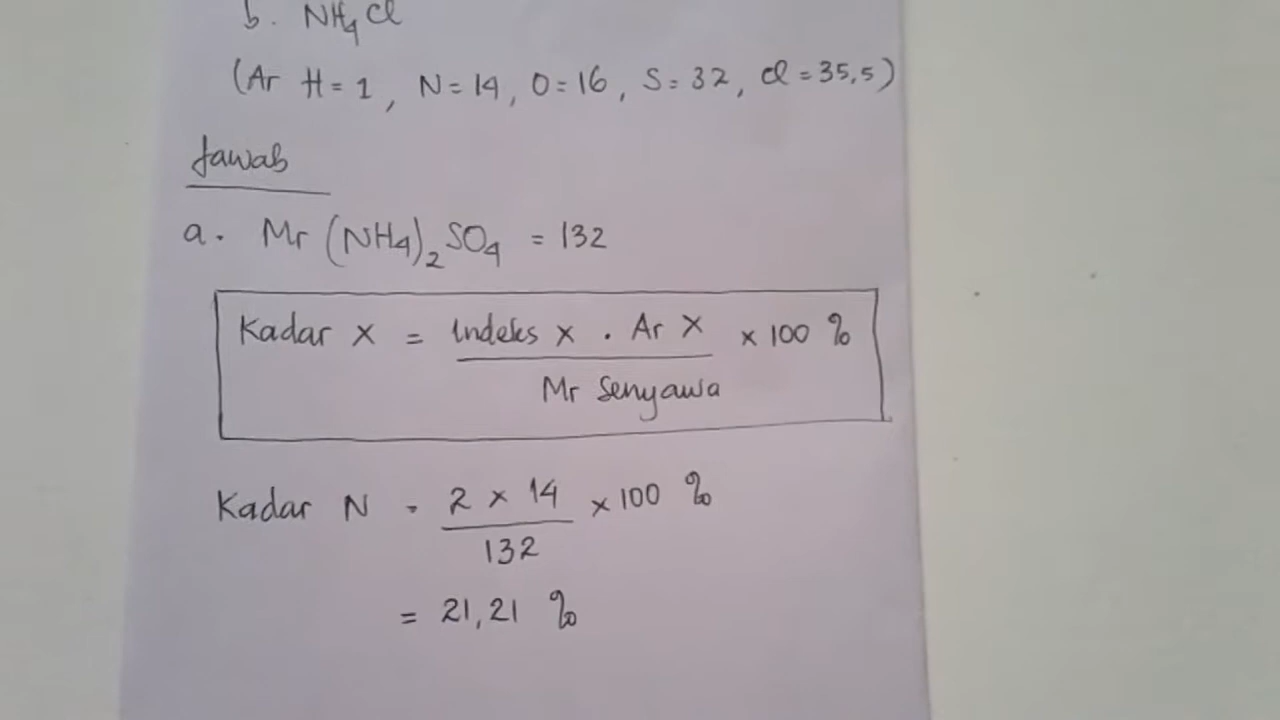 b. NH4Cl
(Ar H = 1, N = 14, O = 16, S = 32, Cl = 35,5)
Jawab
a. Mr (NH4)2SO4 = 132
Kadar X = Indeks X . Ar X x 100 %
Mr Senyawa
Kadar N = 2 x 14 x 100 %
132
= 21,21 %